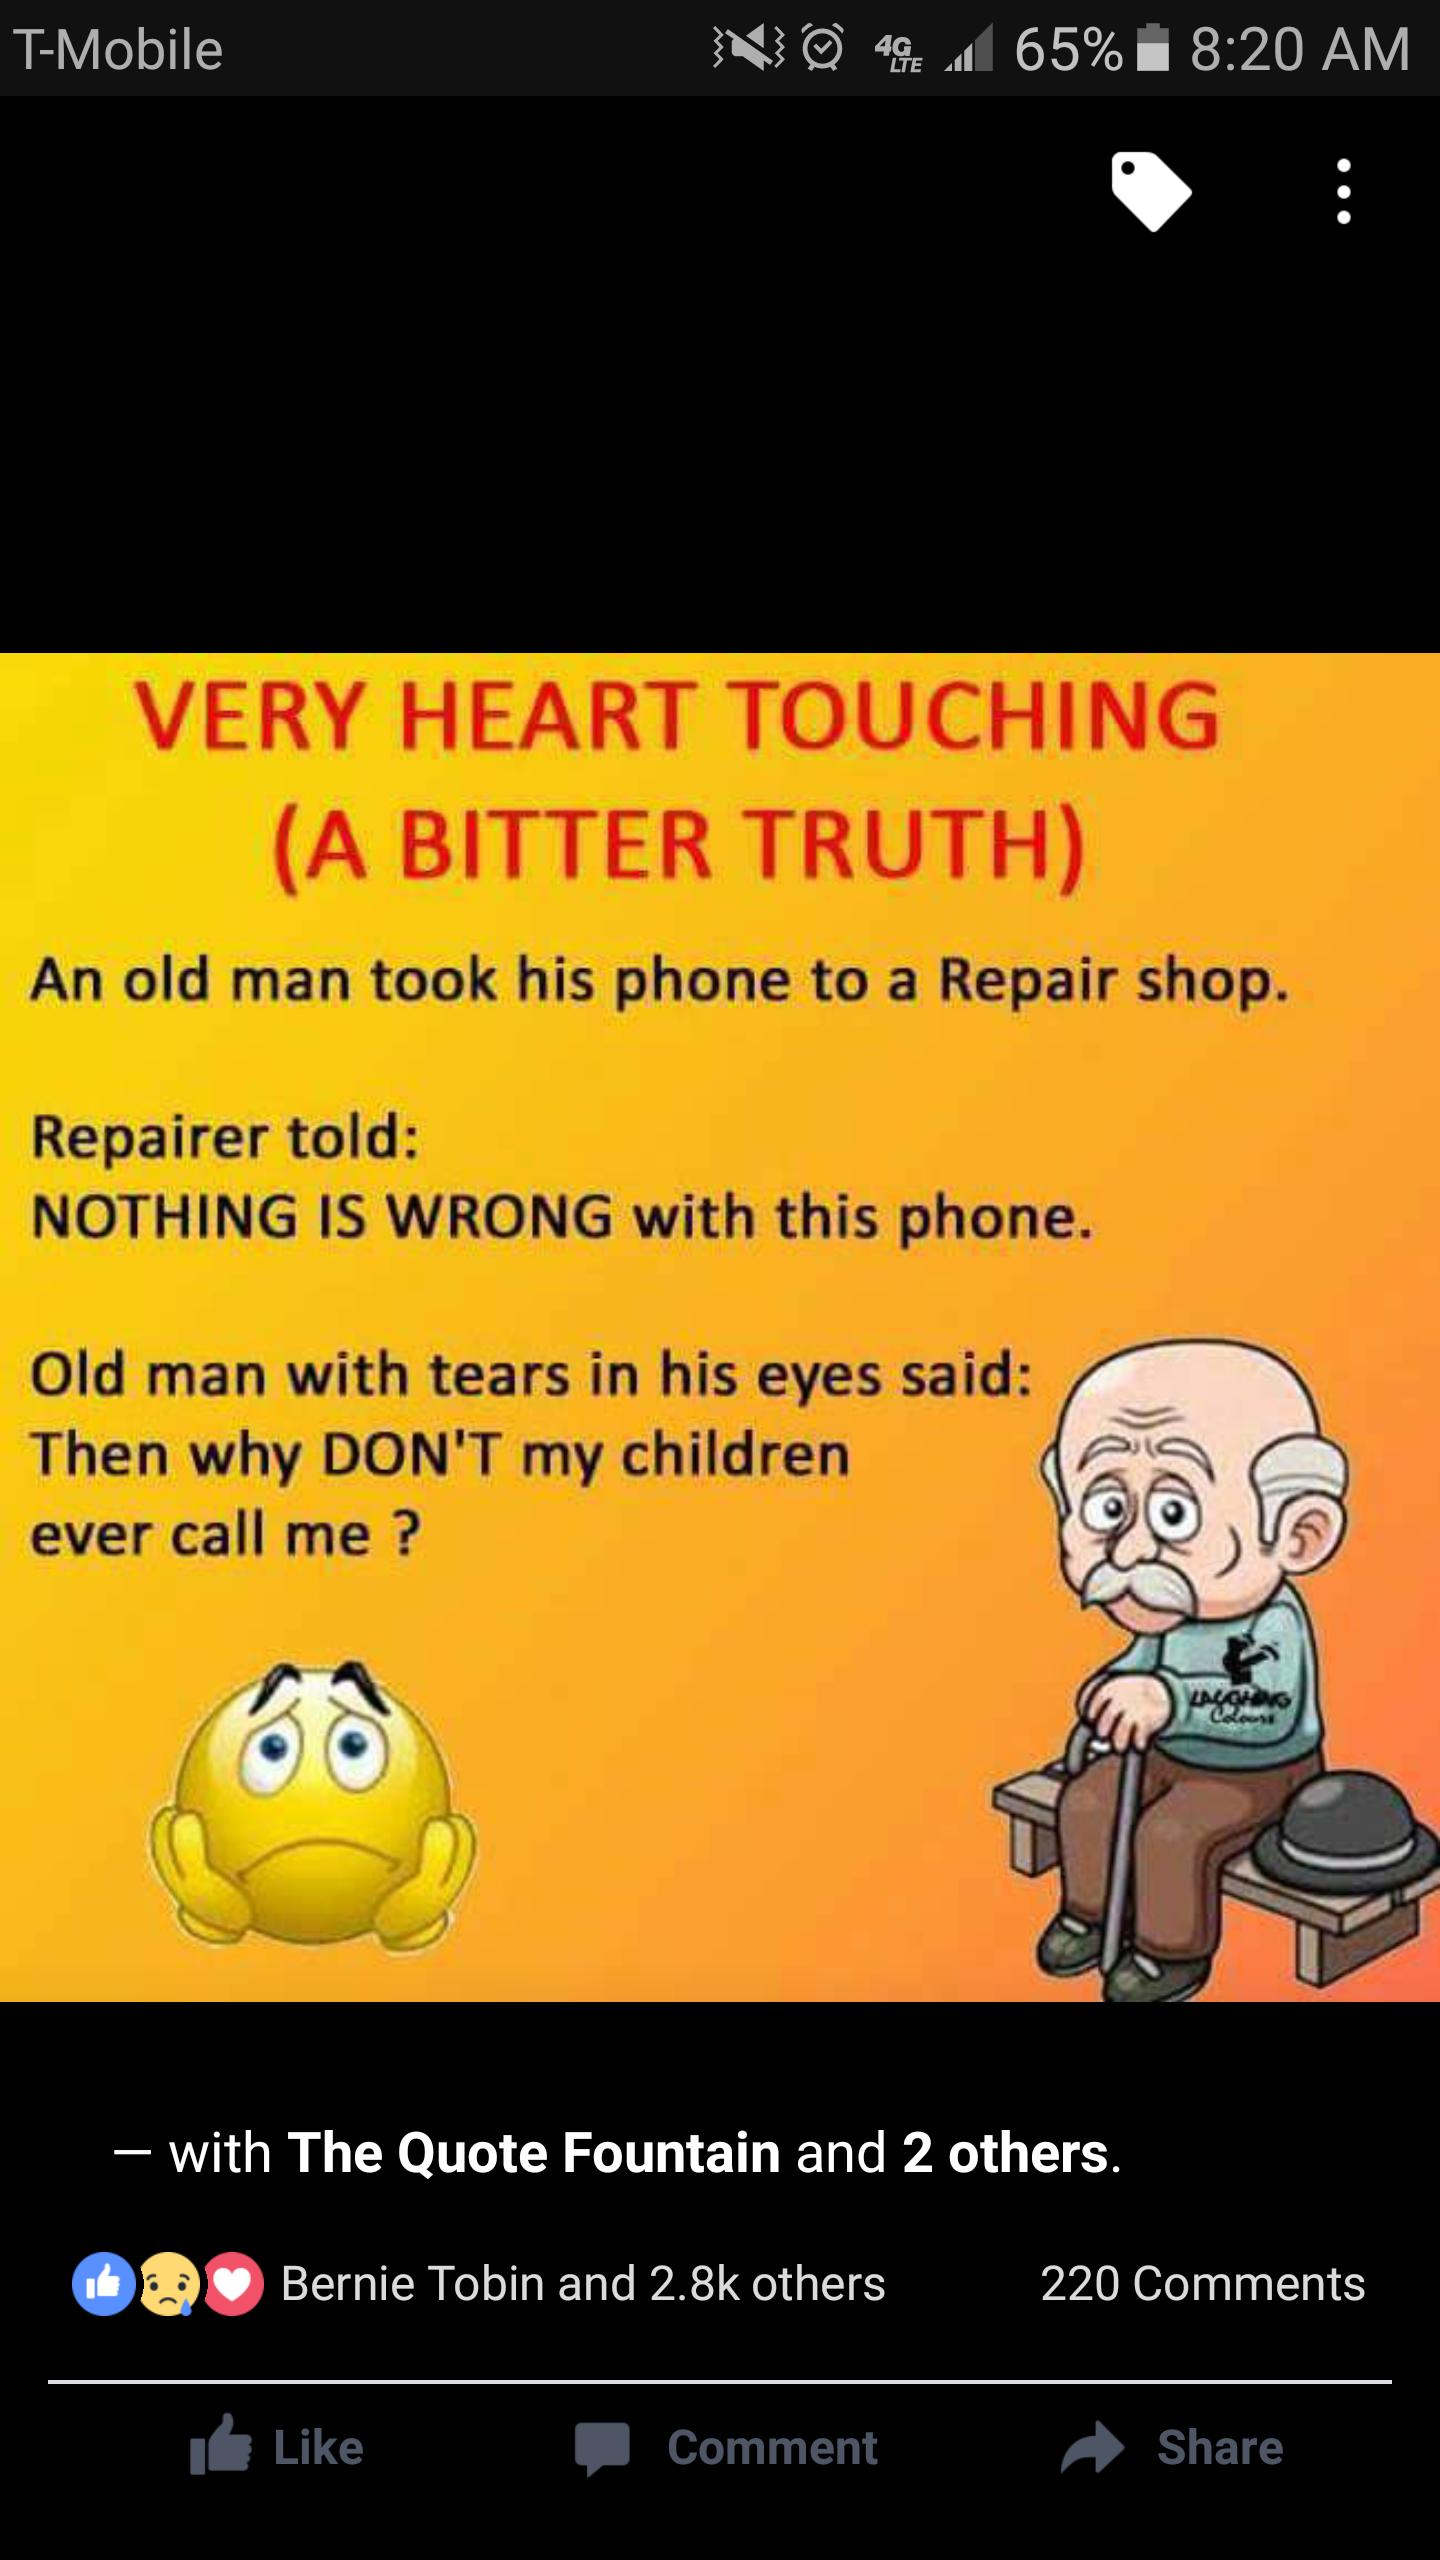 T-Mobile 4G LTE 65% 8:20 AM
VERY HEART TOUCHING
(A BITTER TRUTH)
An old man took his phone to a Repair shop.
Repairer told:
NOTHING IS WRONG with this phone.
Old man with tears in his eyes said:
Then why DON'T my children
ever call me ?
LAUGHING
Colours
— with The Quote Fountain and 2 others.
Bernie Tobin and 2.8k others 220 Comments
Like Comment Share